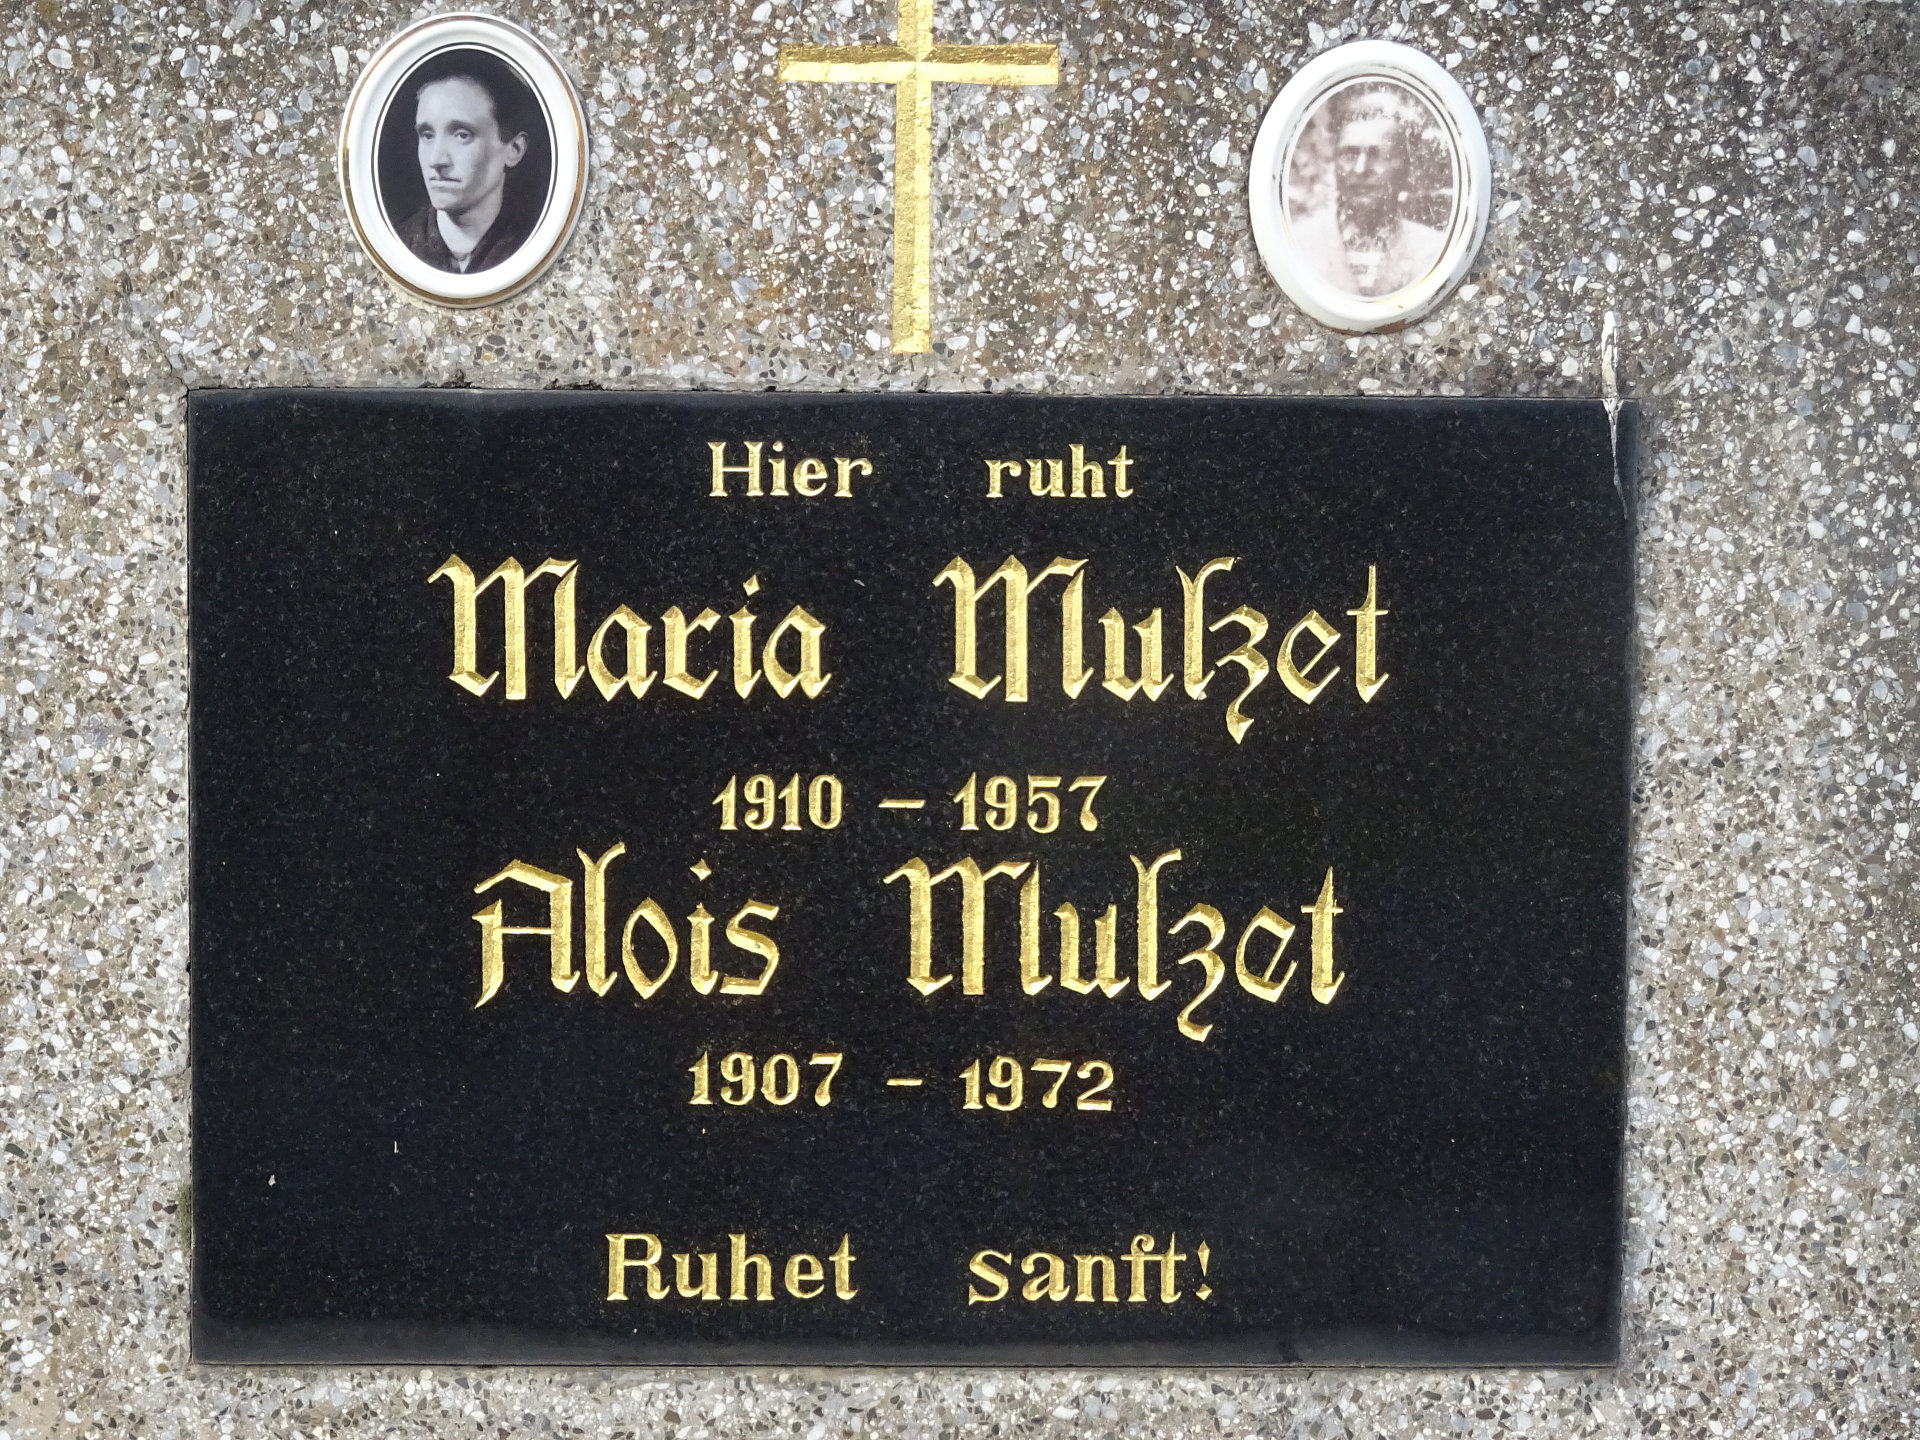 Hier ruht
Maria Mulzet
1910 – 1957
Alois Mulzet
1907 – 1972
Ruhet sanft!